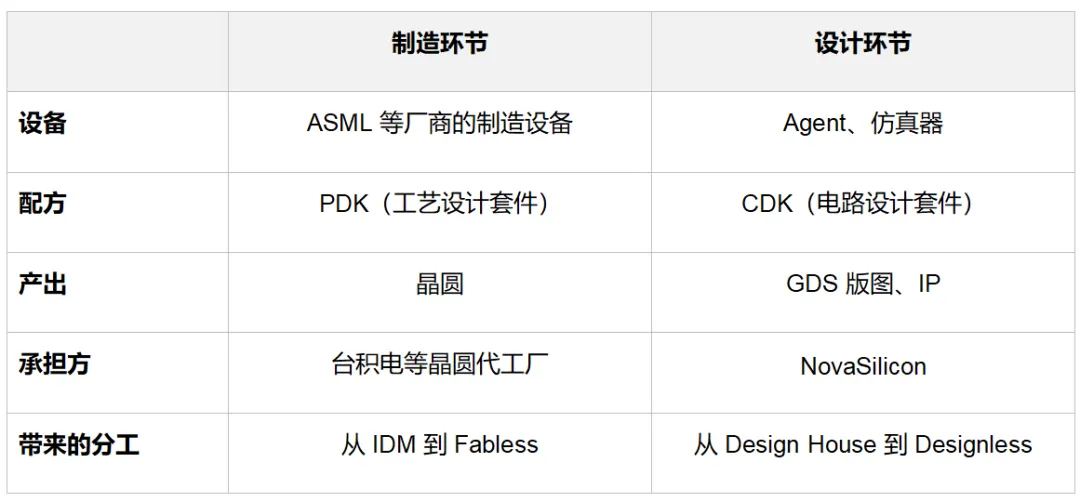 制造环节 设计环节
设备 ASML 等厂商的制造设备 Agent、仿真器
配方 PDK（工艺设计套件） CDK（电路设计套件）
产出 晶圆 GDS 版图、IP
承担方 台积电等晶圆代工厂 NovaSilicon
带来的分工 从 IDM 到 Fabless 从 Design House 到 Designless